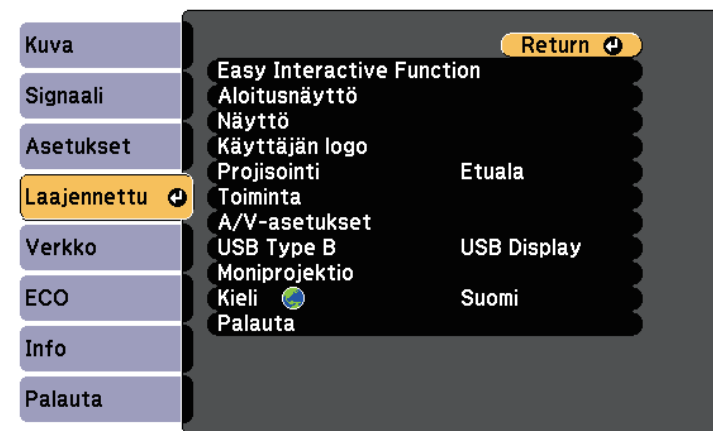 Kuva
Signaali
Asetukset
Laajennettu
Verkko
ECO
Info
Palauta
Return
Easy Interactive Function
Aloitusnäyttö
Näyttö
Käyttäjän logo
Projisointi Etuala
Toiminta
A/V-asetukset
USB Type B USB Display
Moniprojektio
Kieli Suomi
Palauta